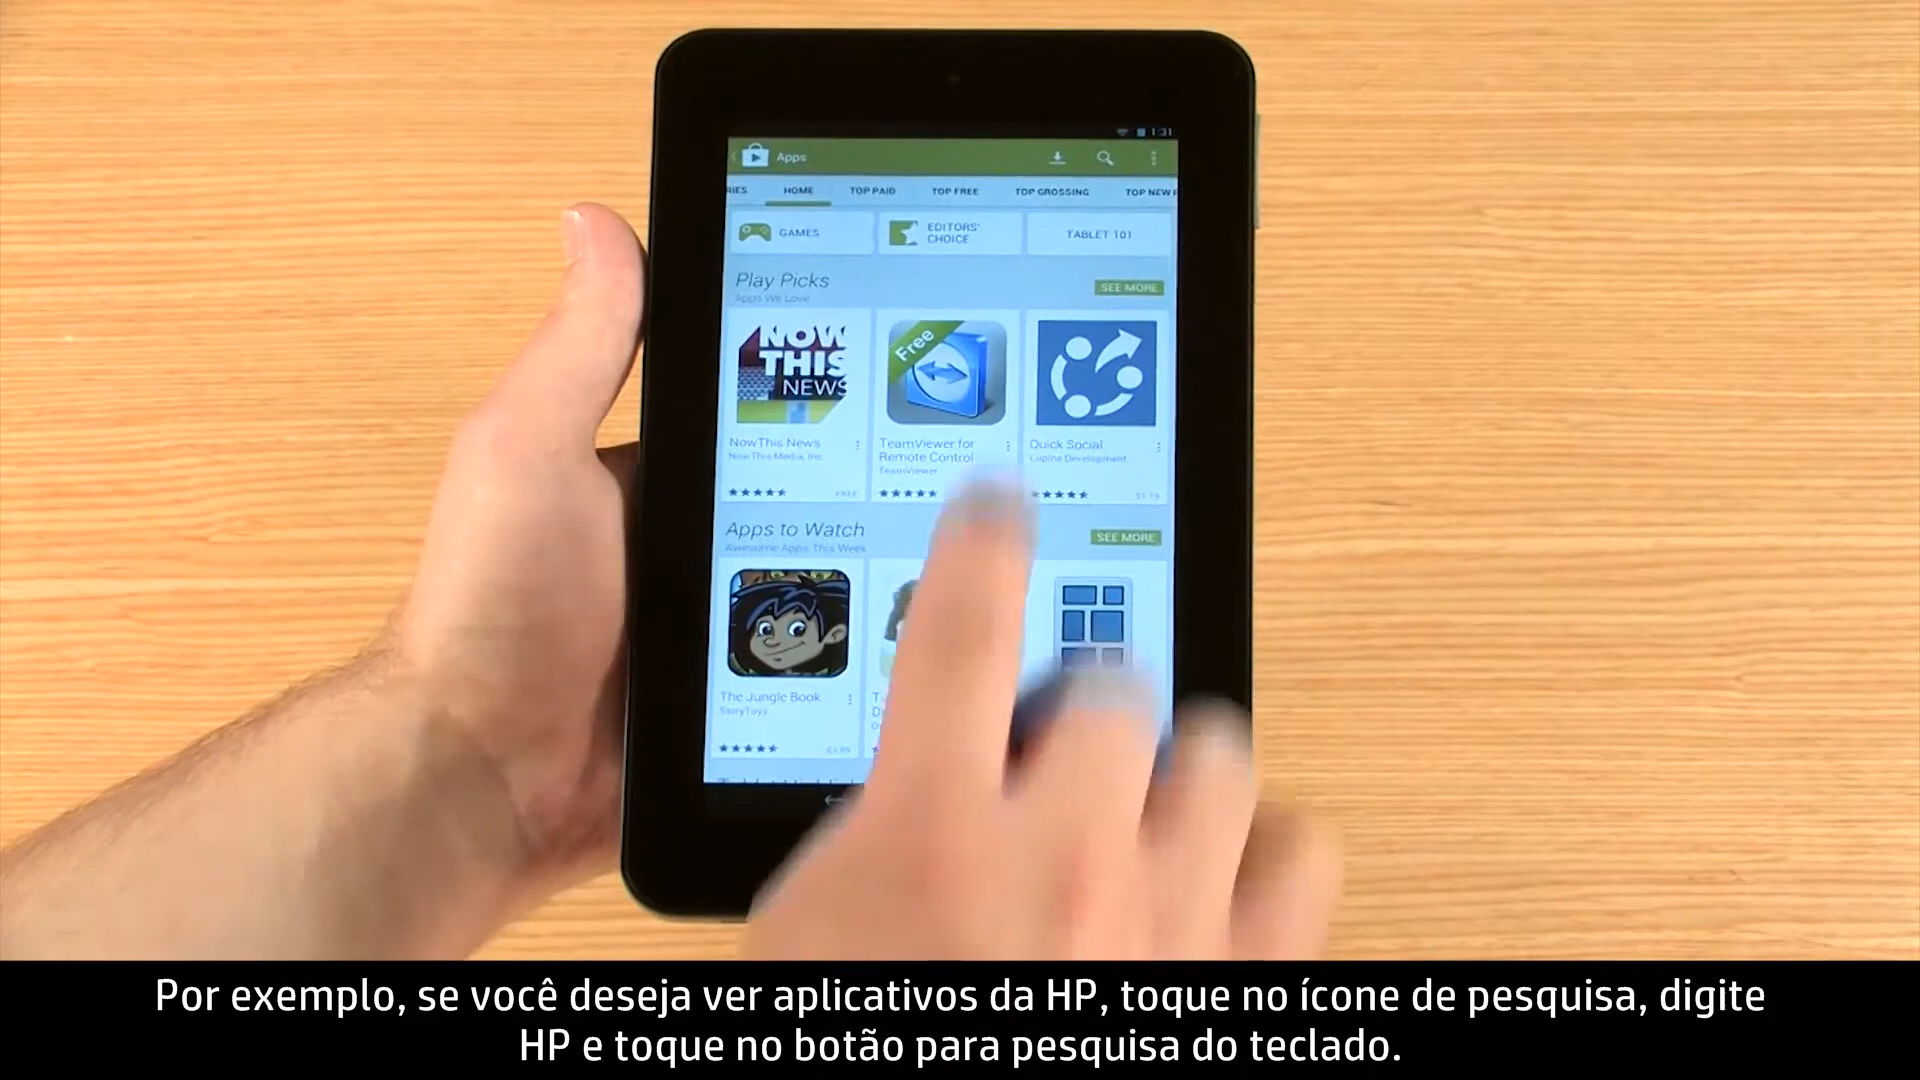 1:31
Apps
RIES HOME TOP PAID TOP FREE TOP GROSSING TOP NEW
GAMES
EDITORS'
CHOICE
TABLET 101
Play Picks
Apps We Love
SEE MORE
NOW
THIS
NEWS
Free
NowThis News
NowThis Media, Inc.
TeamViewer for
Remote Control
TeamViewer
Quick Social
Lupine Development
FREE
Apps to Watch
Awesome Apps This Week
SEE MORE
The Jungle Book
StoryToys
Por exemplo, se você deseja ver aplicativos da HP, toque no ícone de pesquisa, digite
HP e toque no botão para pesquisa do teclado.